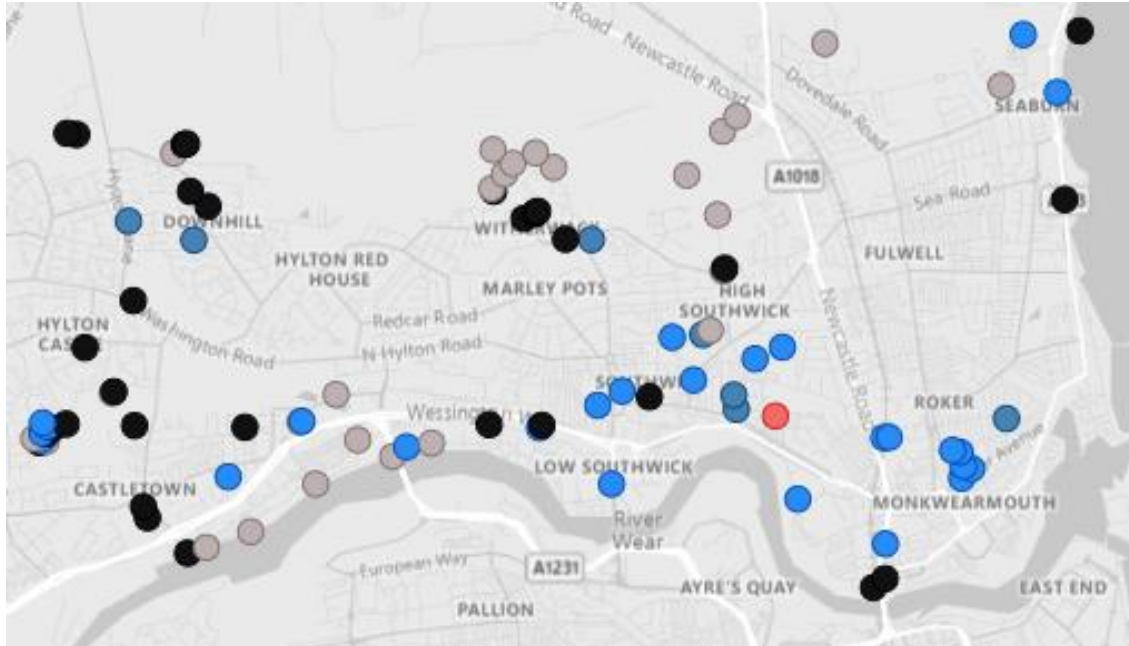 Road
Newcastle Road
Dovedale Road
SEABURN
A1018
Sea Road
DOWNHILL
HYLTON RED
HOUSE
MARLEY POTS
FULWELL
HIGH
SOUTHWICK
Redcar Road
Washington Road
N Hylton Road
HYLTON
Newcastle Road
ROKER
Wessington
LOW SOUTHWICK
CASTLETOWN
MONKWEARMOUTH
River
Wear
European Way
A1231
AYRE'S QUAY
EAST END
PALLION